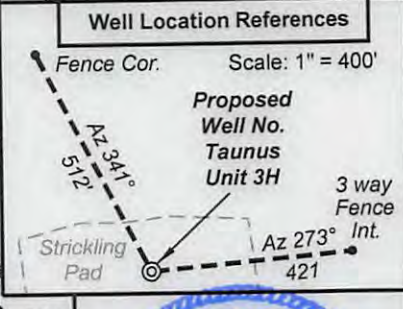 Well Location References
Fence Cor.
Scale: 1" = 400'
Proposed
Well No.
Taunus
Unit 3H
Az 341°
512'
3 way
Fence
Int.
Az 273°
421
Strickling
Pad